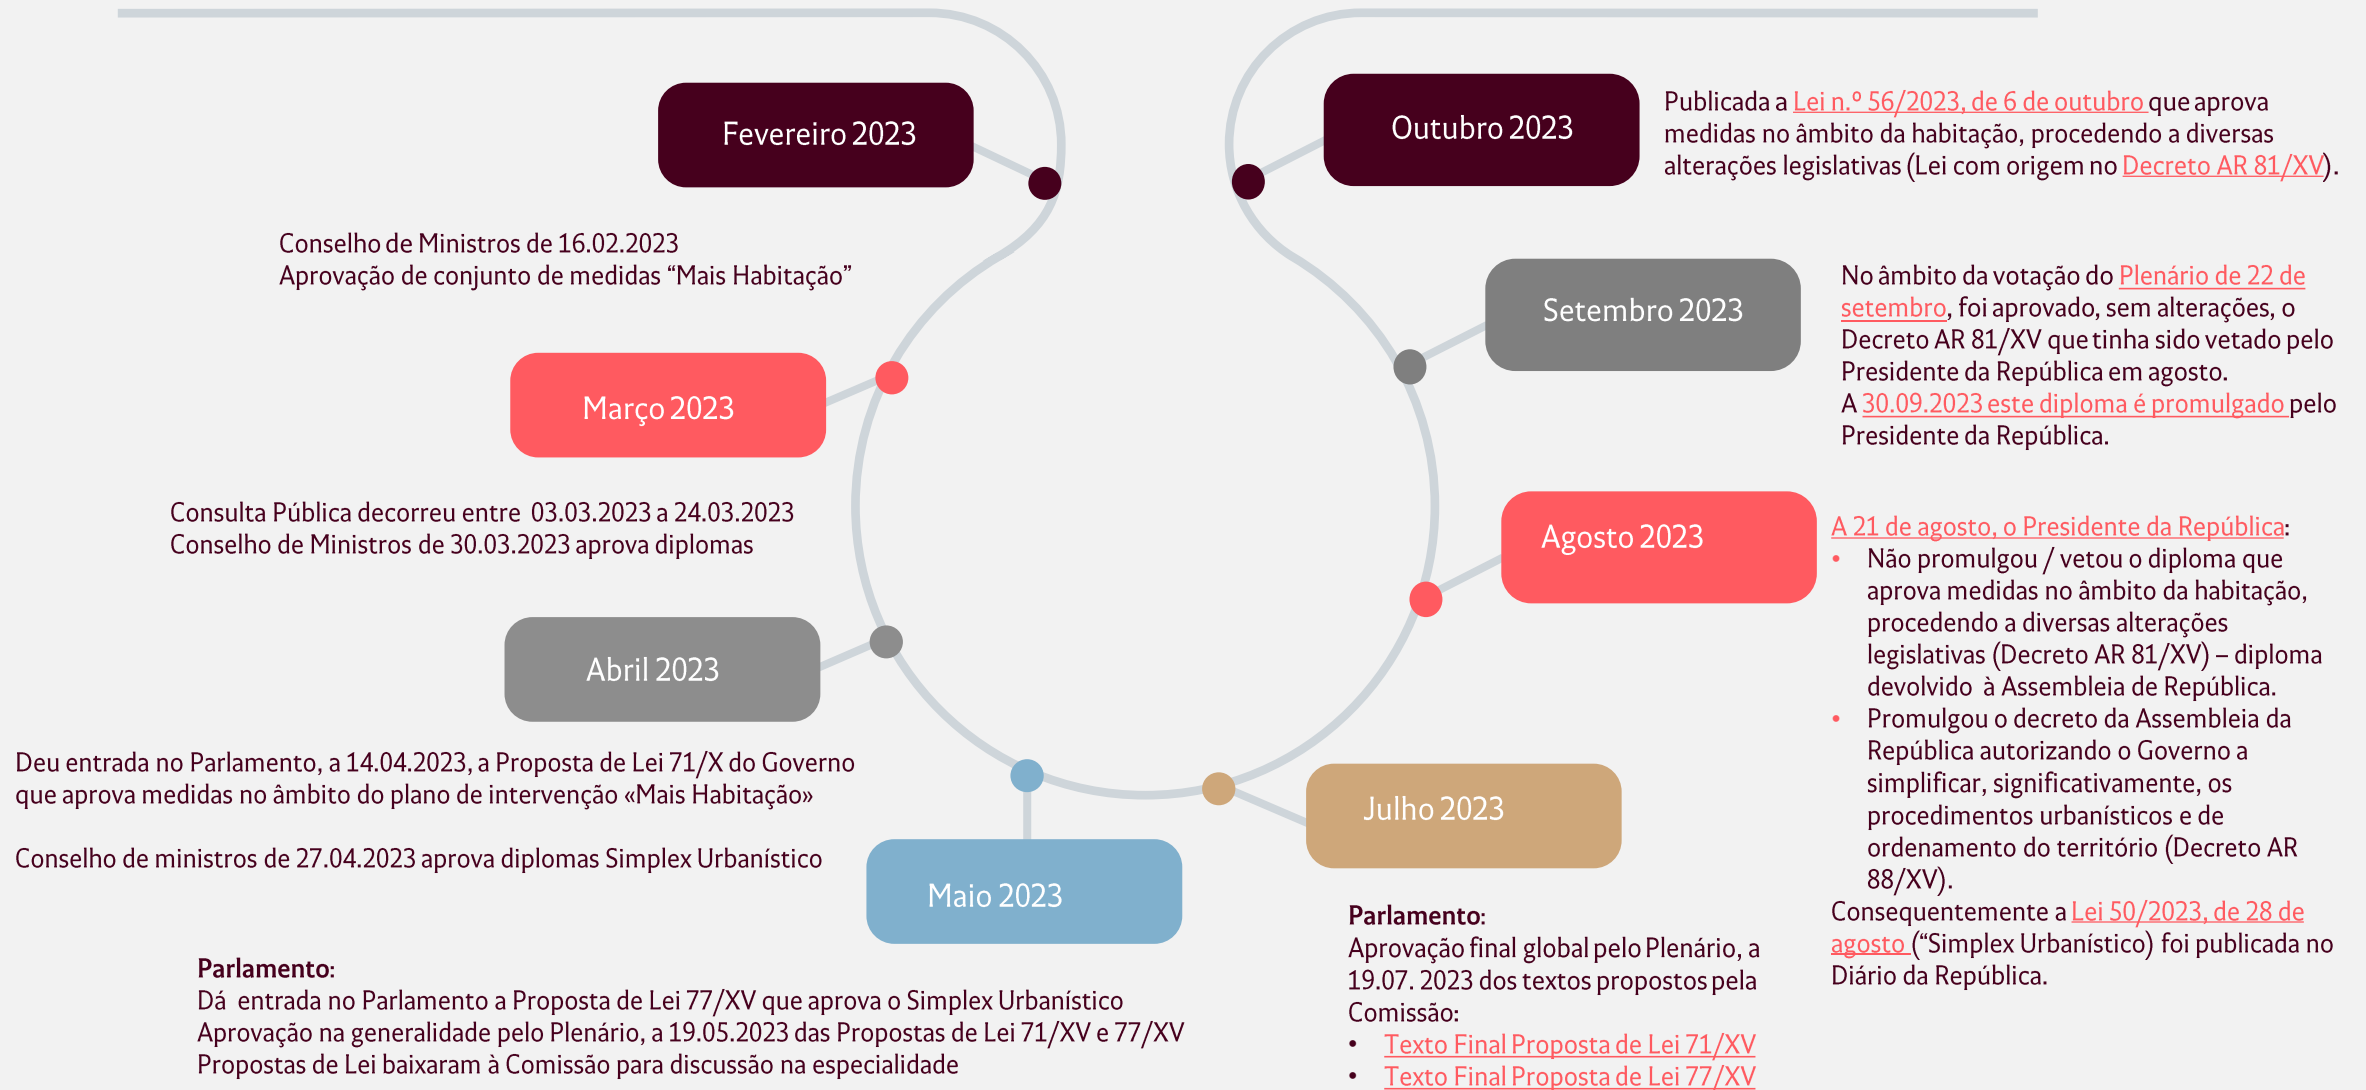 Fevereiro 2023
Conselho de Ministros de 16.02.2023
Aprovação de conjunto de medidas “Mais Habitação”
Março 2023
Consulta Pública decorreu entre 03.03.2023 a 24.03.2023
Conselho de Ministros de 30.03.2023 aprova diplomas
Abril 2023
Deu entrada no Parlamento, a 14.04.2023, a Proposta de Lei 71/X do Governo
que aprova medidas no âmbito do plano de intervenção «Mais Habitação»
Conselho de ministros de 27.04.2023 aprova diplomas Simplex Urbanístico
Maio 2023
Parlamento:
Dá entrada no Parlamento a Proposta de Lei 77/XV que aprova o Simplex Urbanístico
Aprovação na generalidade pelo Plenário, a 19.05.2023 das Propostas de Lei 71/XV e 77/XV
Propostas de Lei baixaram à Comissão para discussão na especialidade
Julho 2023
Parlamento:
Aprovação final global pelo Plenário, a
19.07. 2023 dos textos propostos pela
Comissão:
• Texto Final Proposta de Lei 71/XV
• Texto Final Proposta de Lei 77/XV
Agosto 2023
A 21 de agosto, o Presidente da República:
• Não promulgou / vetou o diploma que
aprova medidas no âmbito da habitação,
procedendo a diversas alterações
legislativas (Decreto AR 81/XV) – diploma
devolvido à Assembleia de República.
• Promulgou o decreto da Assembleia da
República autorizando o Governo a
simplificar, significativamente, os
procedimentos urbanísticos e de
ordenamento do território (Decreto AR
88/XV).
Consequentemente a Lei 50/2023, de 28 de
agosto (“Simplex Urbanístico) foi publicada no
Diário da República.
Setembro 2023
No âmbito da votação do Plenário de 22 de
setembro, foi aprovado, sem alterações, o
Decreto AR 81/XV que tinha sido vetado pelo
Presidente da República em agosto.
A 30.09.2023 este diploma é promulgado pelo
Presidente da República.
Outubro 2023
Publicada a Lei n.º 56/2023, de 6 de outubro que aprova
medidas no âmbito da habitação, procedendo a diversas
alterações legislativas (Lei com origem no Decreto AR 81/XV).